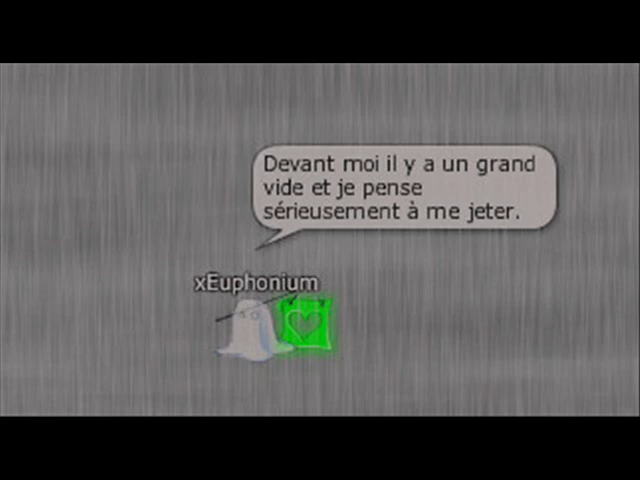 Devant moi il y a un grand
vide et je pense
sérieusement à me jeter.
xEuphonium